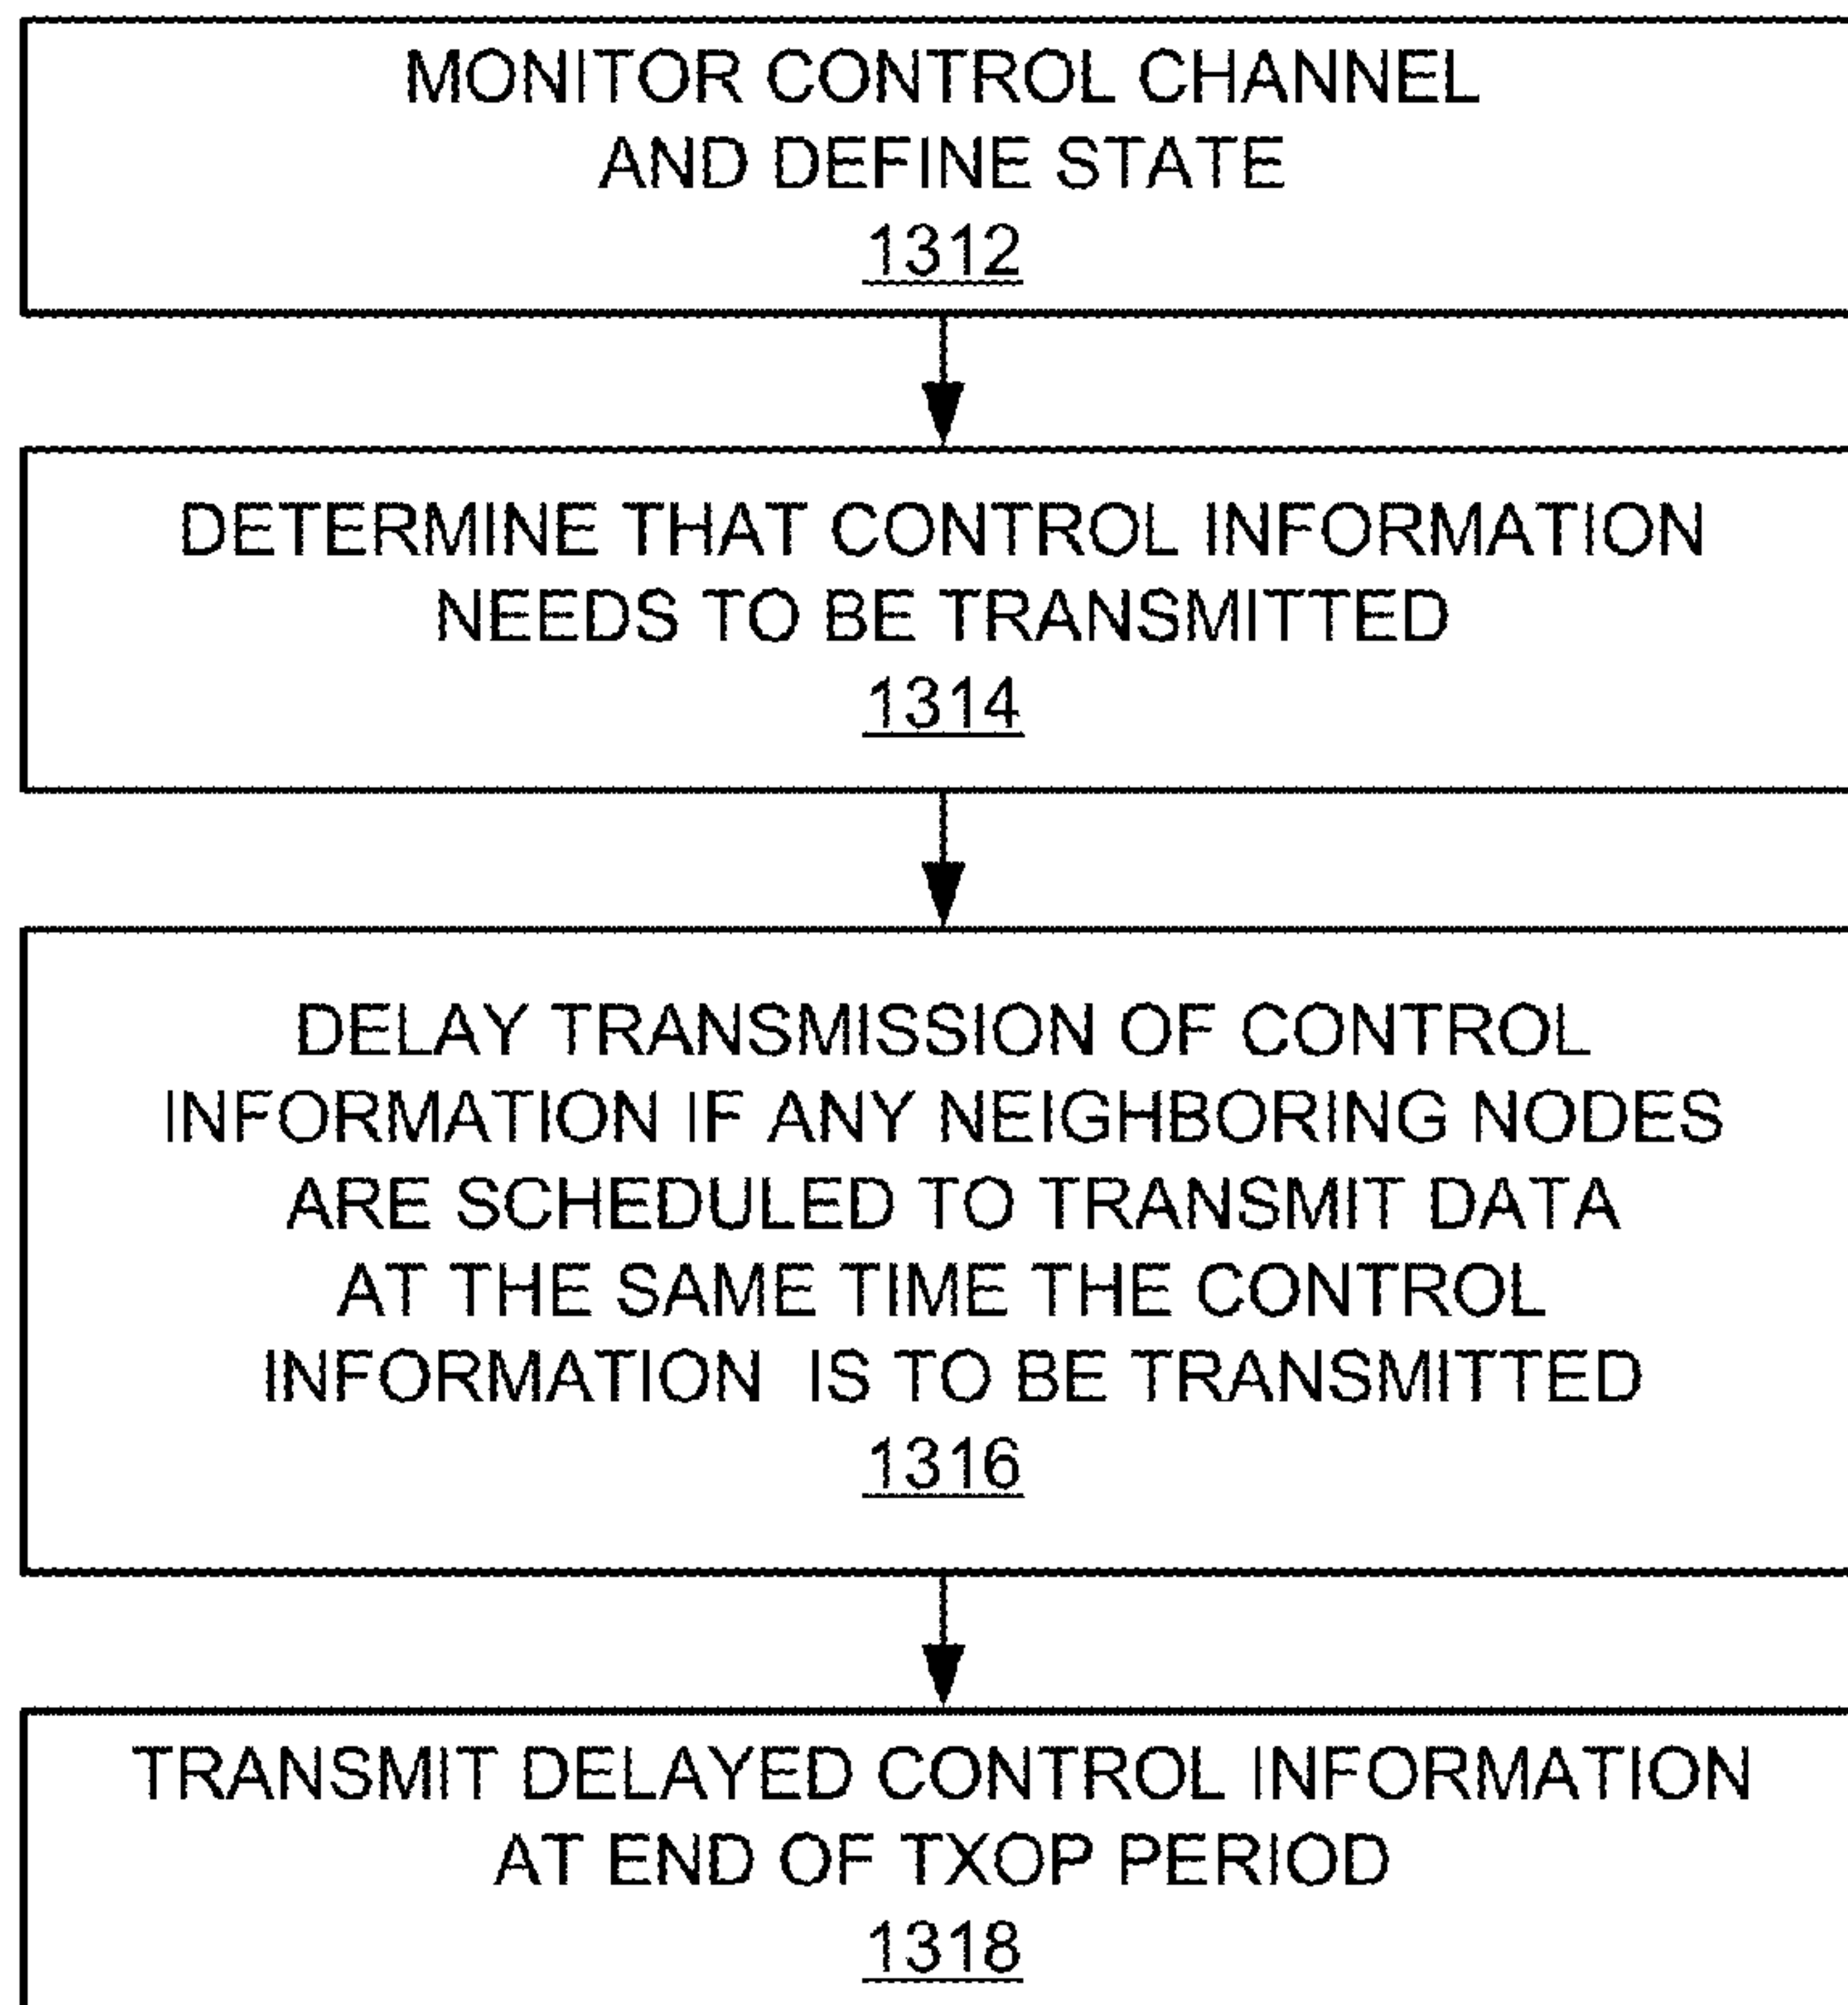 MONITOR CONTROL CHANNEL
AND DEFINE STATE
1312
DETERMINE THAT CONTROL INFORMATION
NEEDS TO BE TRANSMITTED
1314
DELAY TRANSMISSION OF CONTROL
INFORMATION IF ANY NEIGHBORING NODES
ARE SCHEDULED TO TRANSMIT DATA
AT THE SAME TIME THE CONTROL
INFORMATION IS TO BE TRANSMITTED
1316
TRANSMIT DELAYED CONTROL INFORMATION
AT END OF TXOP PERIOD
1318